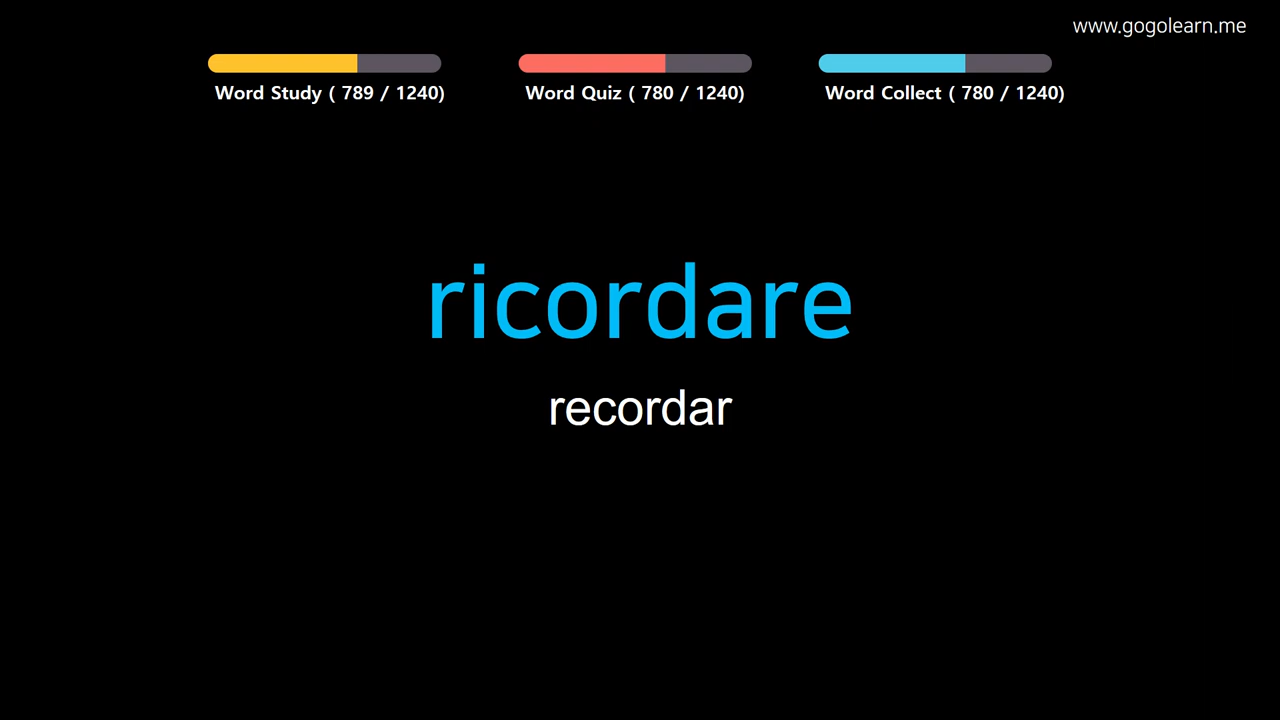 www.gogolearn.me
Word Study ( 789 / 1240)
Word Quiz ( 780 / 1240)
Word Collect ( 780 / 1240)
ricordare
recordar